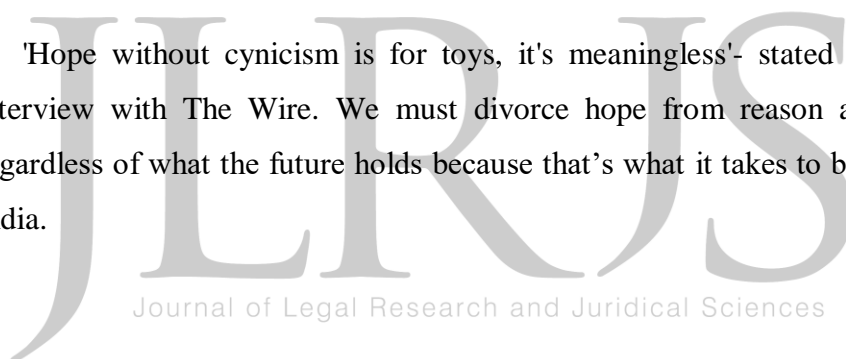 'Hope without cynicism is for toys, it's meaningless'- stated
terview with The Wire. We must divorce hope from reason a
gardless of what the future holds because that's what it takes to b
dia.
JLRJS
Journal of Legal Research and Juridical Sciences